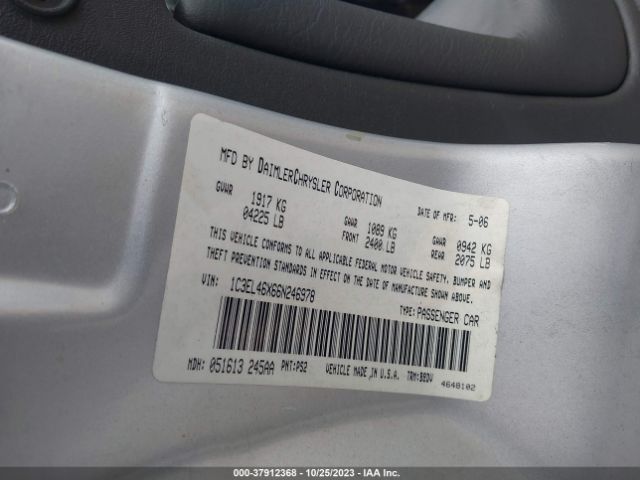 MFD BY DAIMLERCHRYSLER CORPORATION
DATE OF MFR 5-06
GVWR 1917 KG 04225 LB
GAWR FRONT 1089 KG 2400 LB
GAWR REAR 0942 KG 2075 LB
THIS VEHICLE CONFORMS TO ALL APPLICABLE FEDERAL MOTOR VEHICLE SAFETY, BUMPER AND
THEFT PREVENTION STANDARDS IN EFFECT ON THE DATE OF MANUFACTURE SHOWN ABOVE.
VIN: 1C3EL46X66N246978
TYPE: PASSENGER CAR
MDH: 051613 245AA PNT: PS2 VEHICLE MADE IN U.S.A. TRM:
4648102
000-37912368 - 10/25/2023 - IAA Inc.